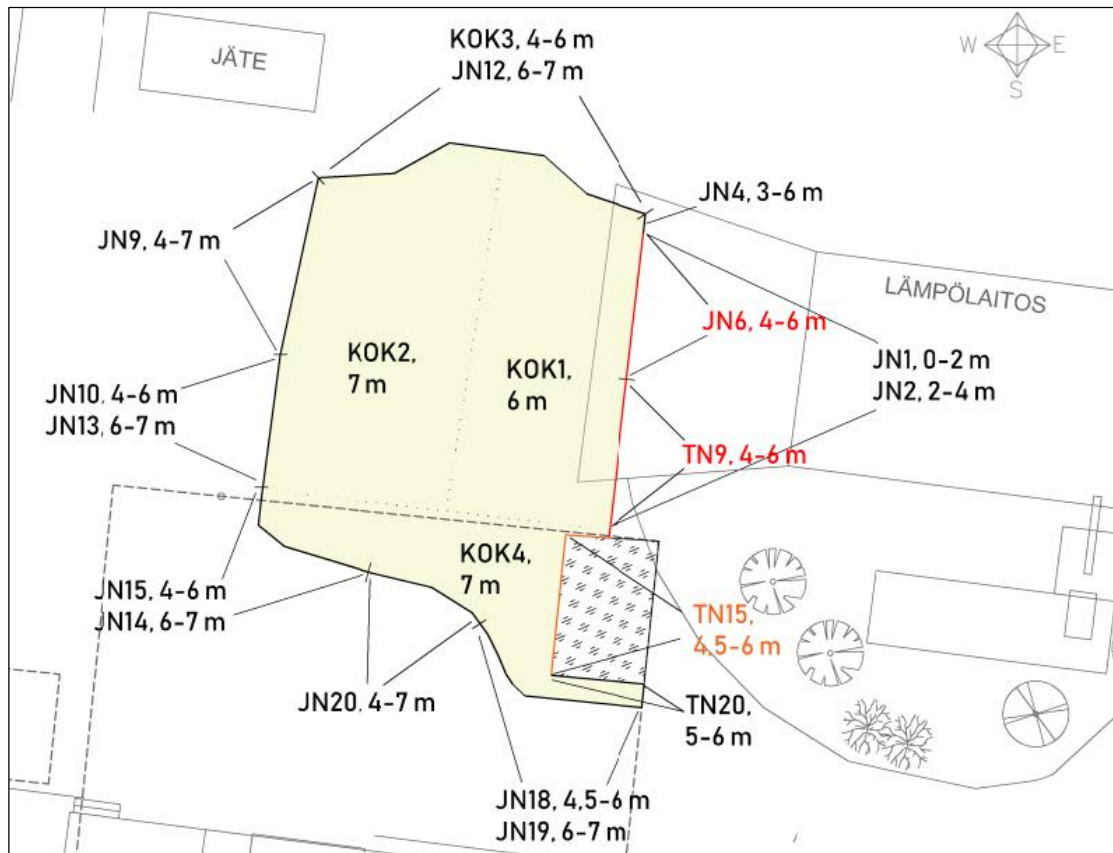 KOK3, 4-6 m
JN12, 6-7 m
JÄTE
W
E
S
JN4, 3-6 m
JN9, 4-7 m
LÄMPÖLAITOS
JN6, 4-6 m
KOK2,
7 m
KOK1,
6 m
JN1, 0-2 m
JN2, 2-4 m
JN10, 4-6 m
JN13, 6-7 m
TN9, 4-6 m
KOK4,
7 m
JN15, 4-6 m
JN14, 6-7 m
TN15,
4,5-6 m
JN20, 4-7 m
TN20,
5-6 m
JN18, 4,5-6 m
JN19, 6-7 m